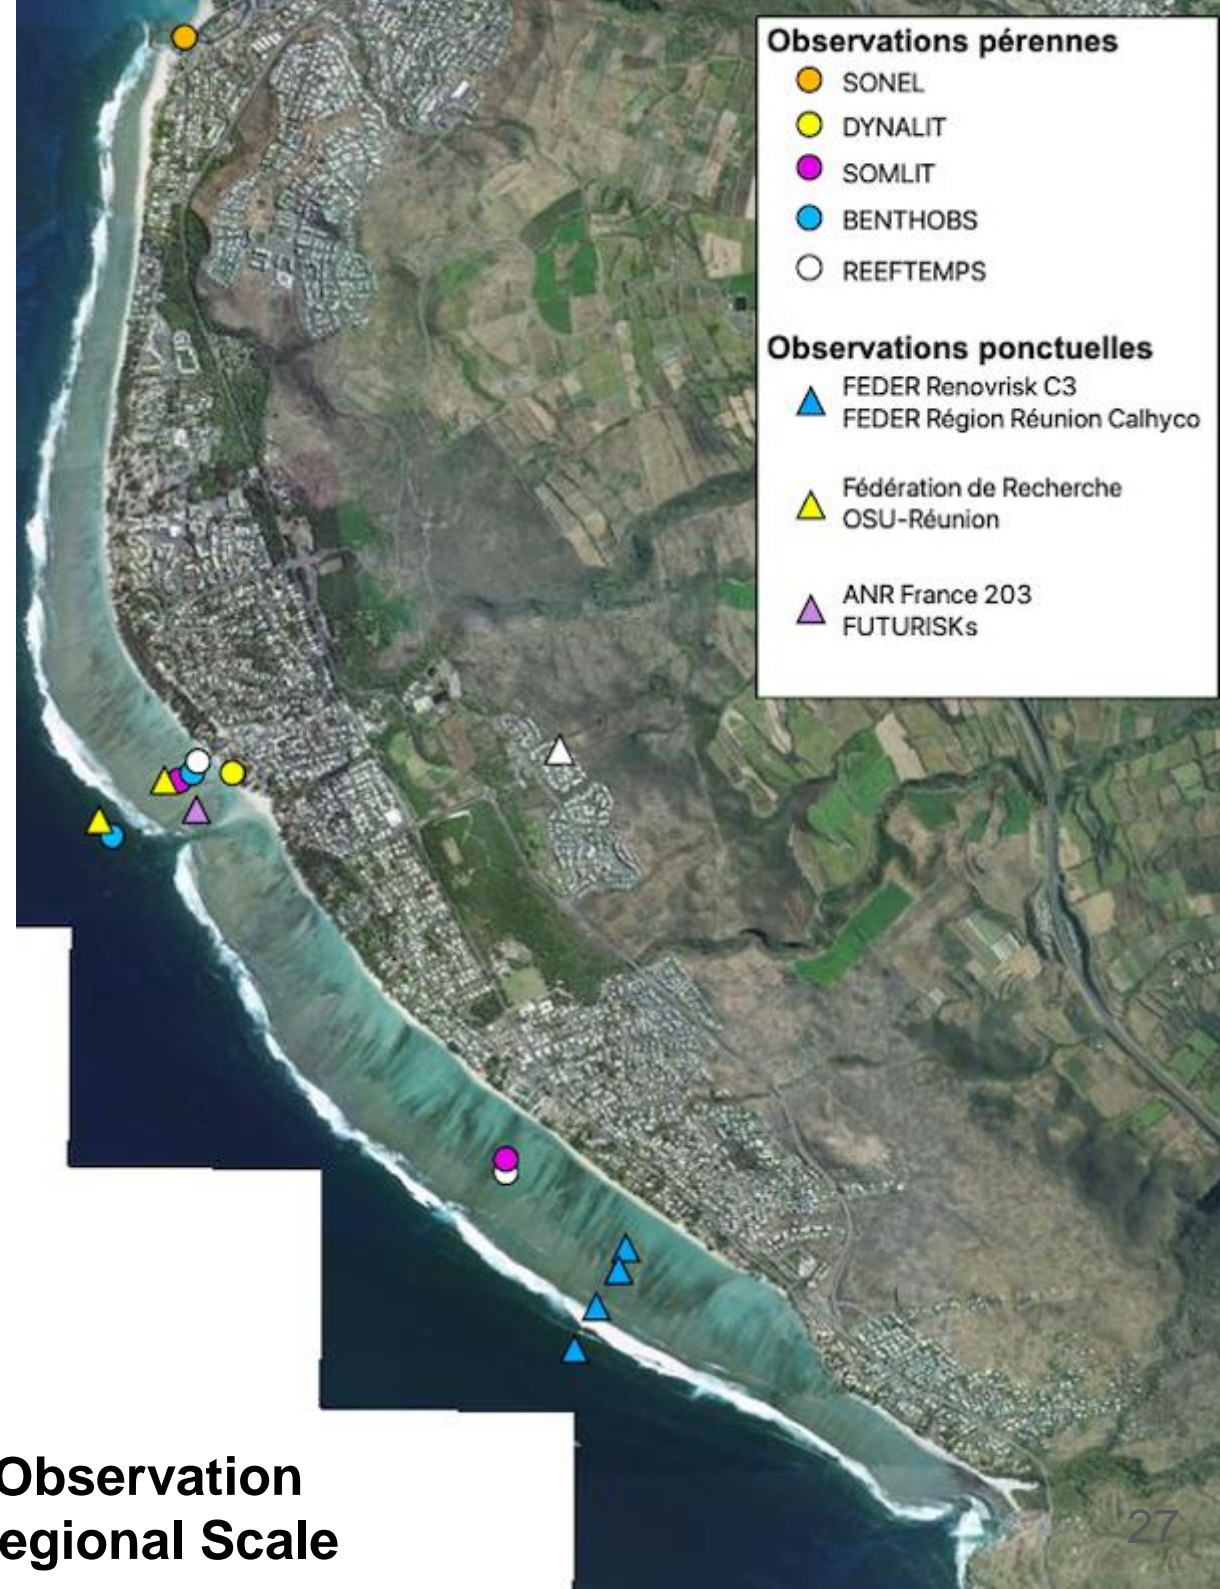 Observations pérennes
SONEL
DYNALIT
SOMLIT
BENTHOBS
REEFTEMPS
Observations ponctuelles
FEDER Renovrisk C3
FEDER Région Réunion Calhyco
Fédération de Recherche
OSU-Réunion
ANR France 203
FUTURISKs
Observation
egional Scale
27